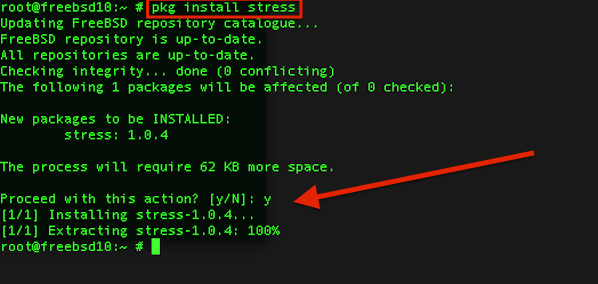 root@freebsd10:~ # pkg install stress
Updating FreeBSD repository catalogue...
FreeBSD repository is up-to-date.
All repositories are up-to-date.
Checking integrity... done (0 conflicting)
The following 1 packages will be affected (of 0 checked):
New packages to be INSTALLED:
stress: 1.0.4
The process will require 62 KB more space.
Proceed with this action? [y/N]: y
[1/1] Installing stress-1.0.4...
[1/1] Extracting stress-1.0.4: 100%
root@freebsd10:~ #